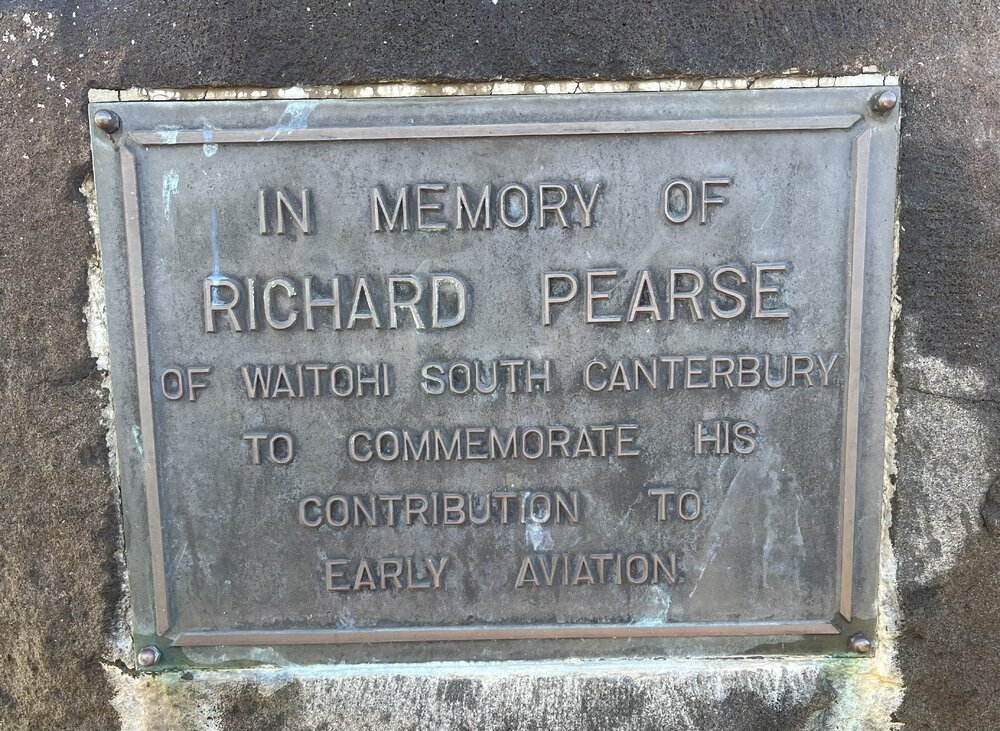 IN MEMORY OF
RICHARD PEARSE
OF WAITOHI SOUTH CANTERBURY
TO COMMEMORATE HIS
CONTRIBUTION TO
EARLY AVIATION.